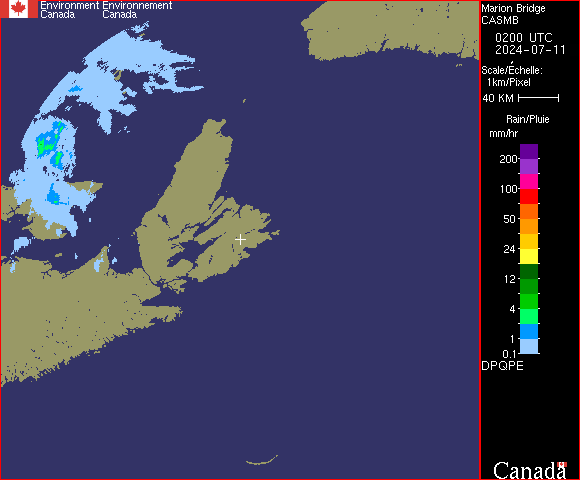 Environment Environnement
Canada Canada
Marion Bridge
CASMB
0200 UTC
2024-07-11
Scale/Échelle:
1km/Pixel
40 KM
Rain/Pluie
mm/hr
200
100
50
24
12
4
1
0.1
DPQPE
Canada